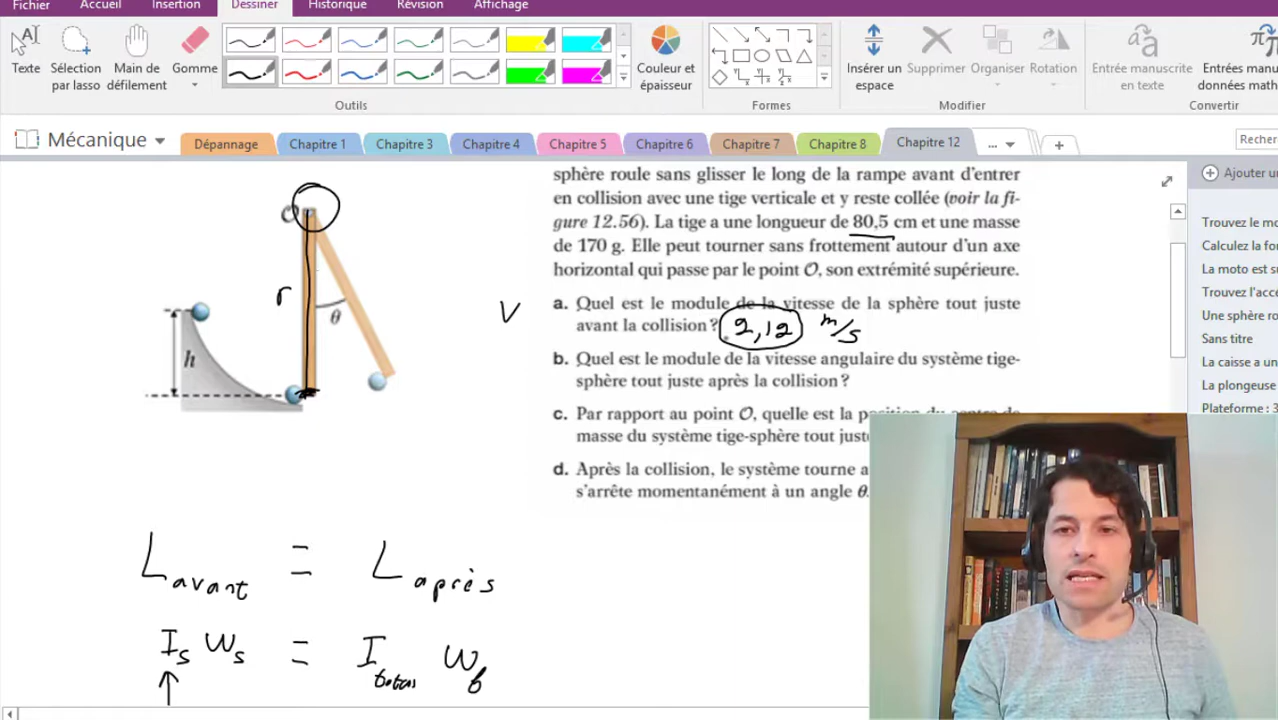 Fichier Accueil Insertion Dessiner Historique Révision Affichage
Texte
Sélection par lasso
Main de défilement
Gomme
Couleur et épaisseur
Insérer un espace
Supprimer
Organiser
Rotation
Entrée manuscrite en texte
Outils
Formes
Modifier
Convertir
Mécanique
Dépannage Chapitre 1 Chapitre 3 Chapitre 4 Chapitre 5 Chapitre 6 Chapitre 7 Chapitre 8 Chapitre 12 ... +
sphère roule sans glisser le long de la rampe avant d'entrer
en collision avec une tige verticale et y reste collée (voir la fi-
gure 12.56). La tige a une longueur de 80,5 cm et une masse
de 170 g. Elle peut tourner sans frottement autour d'un axe
horizontal qui passe par le point O, son extrémité supérieure.
a. Quel est le module de la vitesse de la sphère tout juste
avant la collision ? 2,12 m/s
b. Quel est le module de la vitesse angulaire du système tige-
sphère tout juste après la collision ?
c. Par rapport au point O, quelle est la position du centre de
masse du système tige-sphère tout just
d. Après la collision, le système tourne a
s'arrête momentanément à un angle θ
O
r
θ
h
V
L avant = L après
I s w s = I total w
Ajouter u
Trouvez le m
Calculez la fo
La moto est s
Trouvez l'accé
Une sphère ro
Sans titre
La caisse a un
La plongeuse
Plateforme : 3